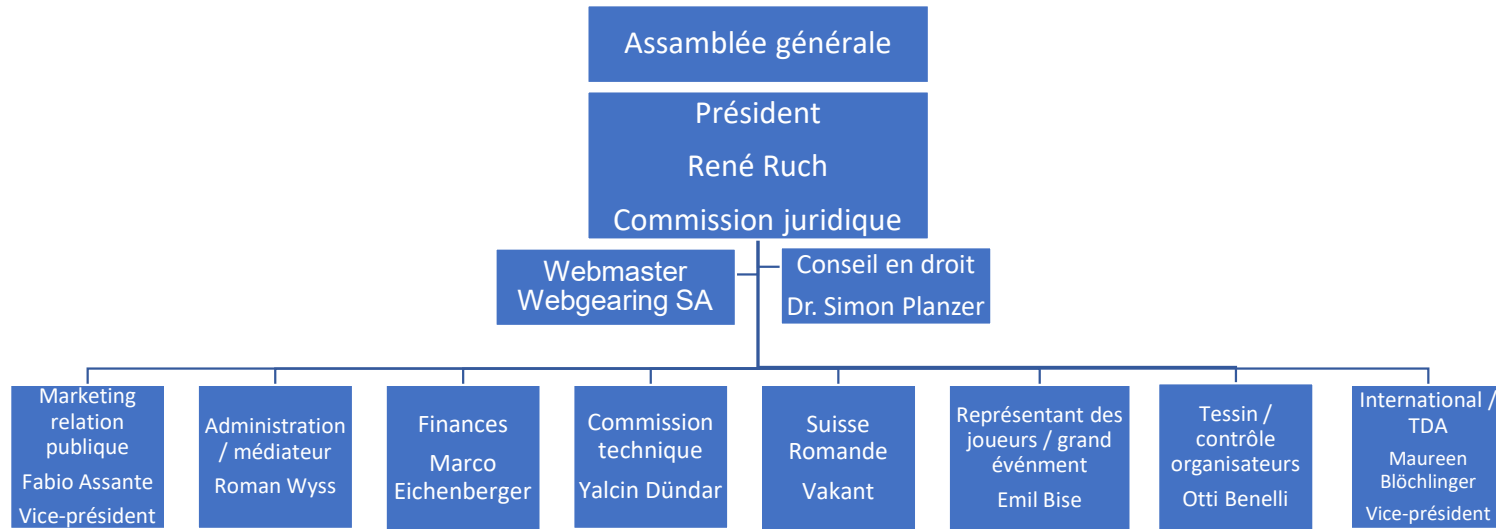 Assamblée générale
Président
René Ruch
Commission juridique
Webmaster
Webgearing SA
Conseil en droit
Dr. Simon Planzer
Marketing
relation
publique
Fabio Assante
Vice-président
Administration
/ médiateur
Roman Wyss
Finances
Marco
Eichenberger
Commission
technique
Yalcin Dündar
Suisse
Romande
Vakant
Représentant des
joueurs / grand
événment
Emil Bise
Tessin /
contrôle
organisateurs
Otti Benelli
International /
TDA
Maureen
Blöchlinger
Vice-président